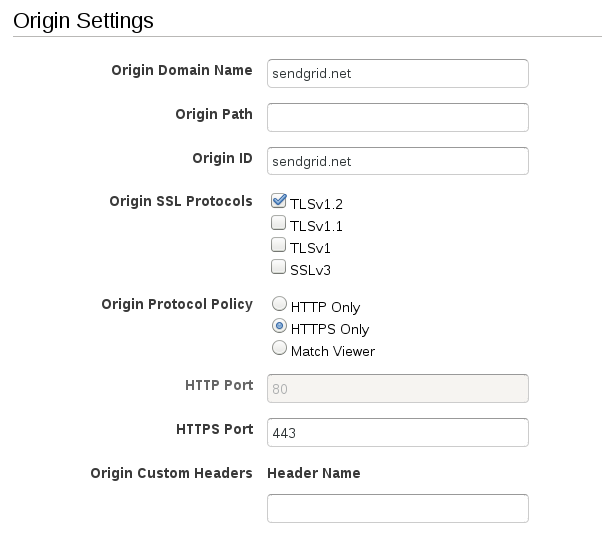 Origin Settings
Origin Domain Name sendgrid.net
Origin Path
Origin ID sendgrid.net
Origin SSL Protocols TLSv1.2
TLSv1.1
TLSv1
SSLv3
Origin Protocol Policy HTTP Only
HTTPS Only
Match Viewer
HTTP Port 80
HTTPS Port 443
Origin Custom Headers Header Name